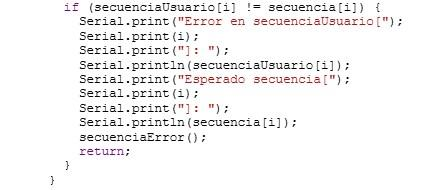 if (secuenciaUsuario[i] != secuencia[i]) {
Serial.print("Error en secuenciaUsuario[");
Serial.print(i);
Serial.print("]: ");
Serial.println(secuenciaUsuario[i]);
Serial.print("Esperado secuencia[");
Serial.print(i);
Serial.print("]: ");
Serial.println(secuencia[i]);
secuenciaError();
return;
}
}